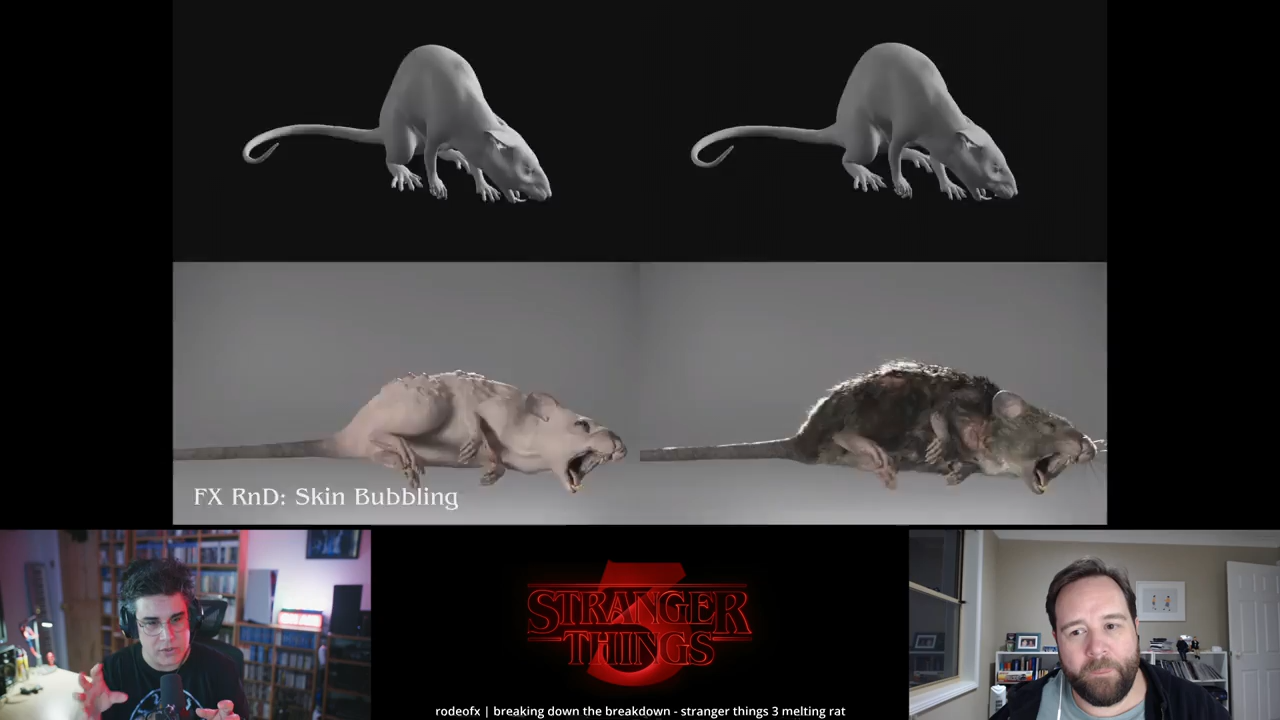 FX RnD: Skin Bubbling
STRANGER
THINGS
3
rodeofx | breaking down the breakdown - stranger things 3 melting rat